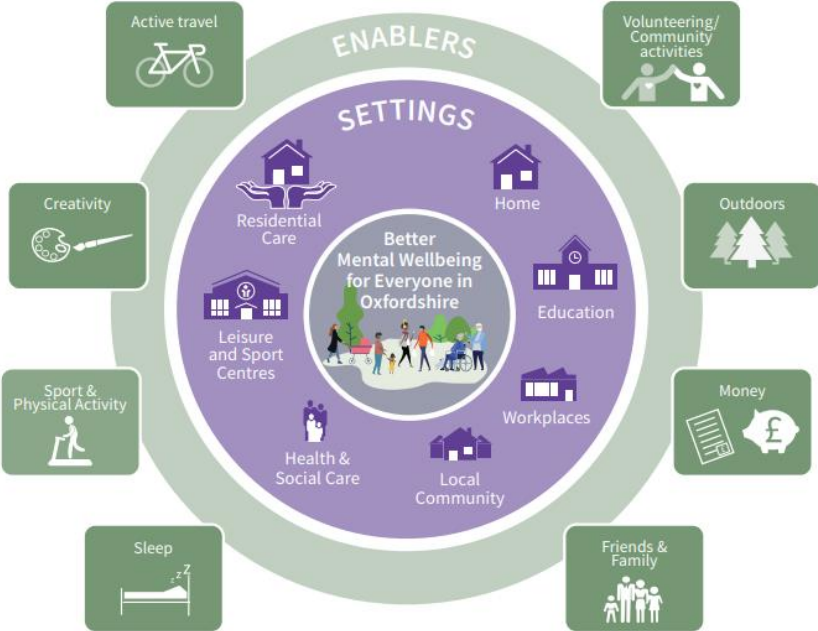 Active travel
Volunteering/
Community
activities
ENABLERS
SETTINGS
Creativity
Residential
Care
Home
Outdoors
Better
Mental Wellbeing
for Everyone in
Oxfordshire
Leisure
and Sport
Centres
Education
Sport &
Physical Activity
Workplaces
Money
£
Health &
Social Care
Local
Community
Sleep
z z Z
Friends &
Family